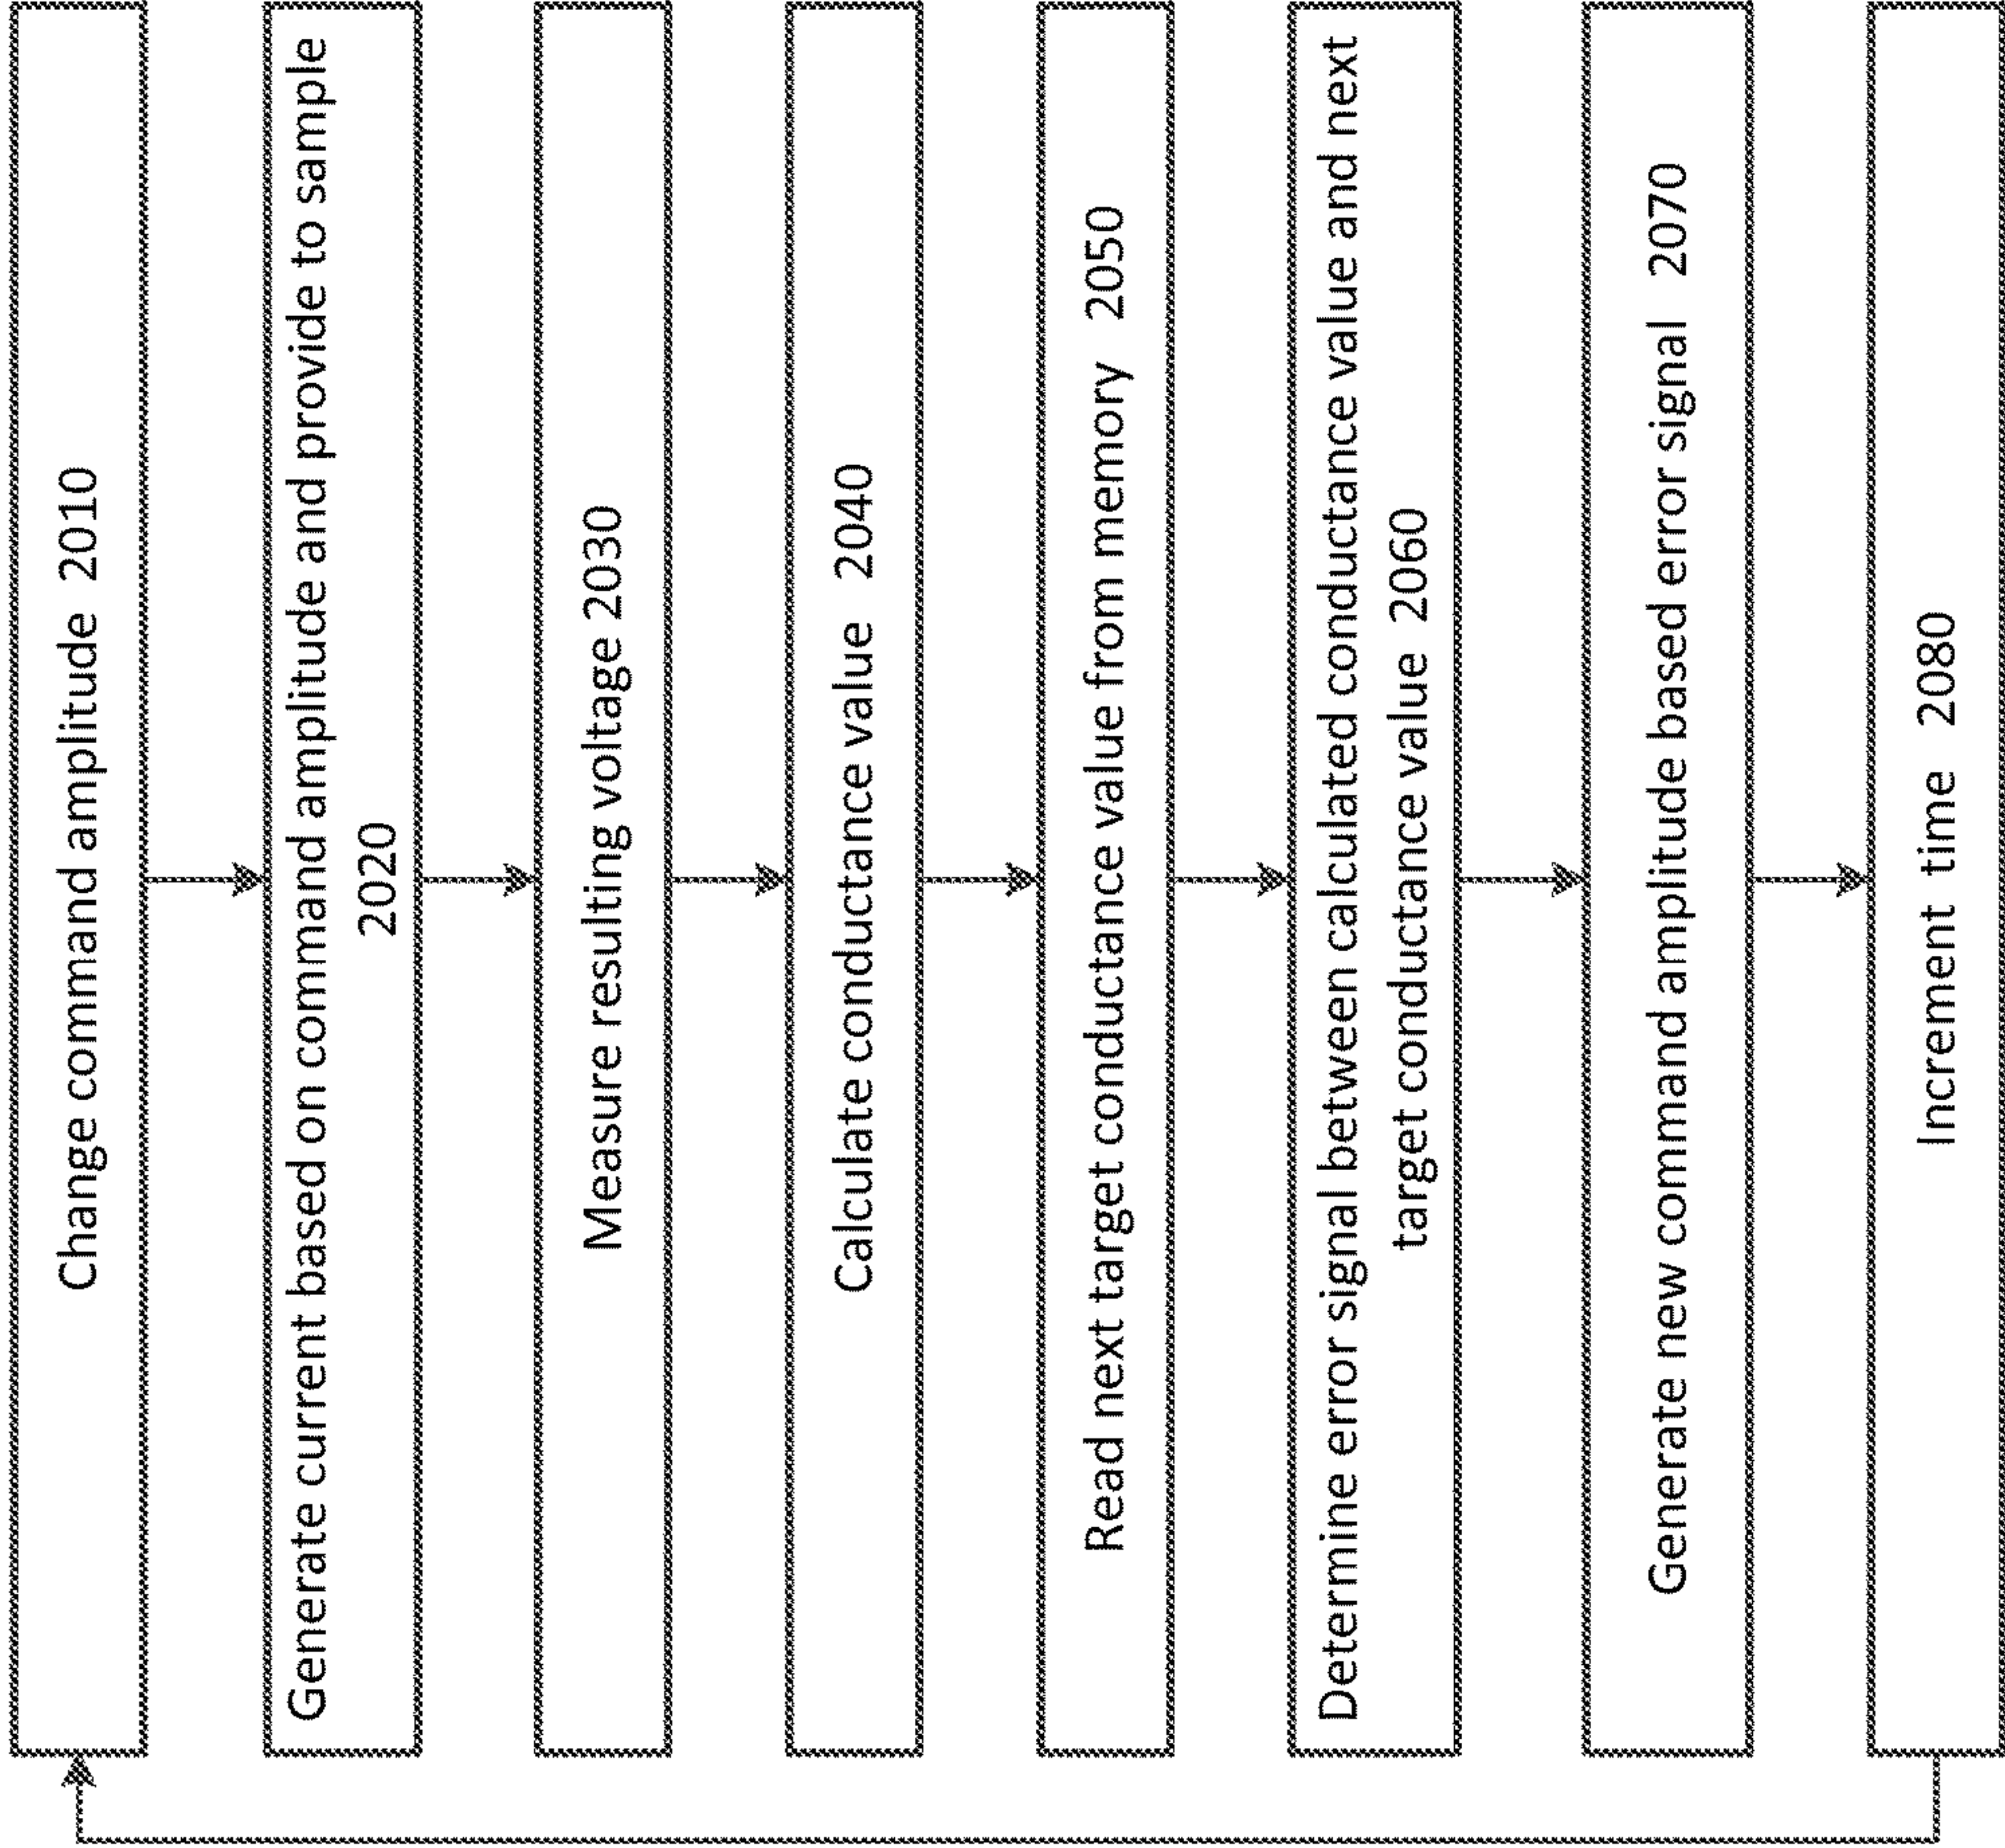 Change command amplitude 2010
Generate current based on command amplitude and provide to sample
2020
Measure resulting voltage 2030
Calculate conductance value 2040
Read next target conductance value from memory 2050
Determine error signal between calculated conductance value and next
target conductance value 2060
Generate new command amplitude based error signal 2070
Increment time 2080